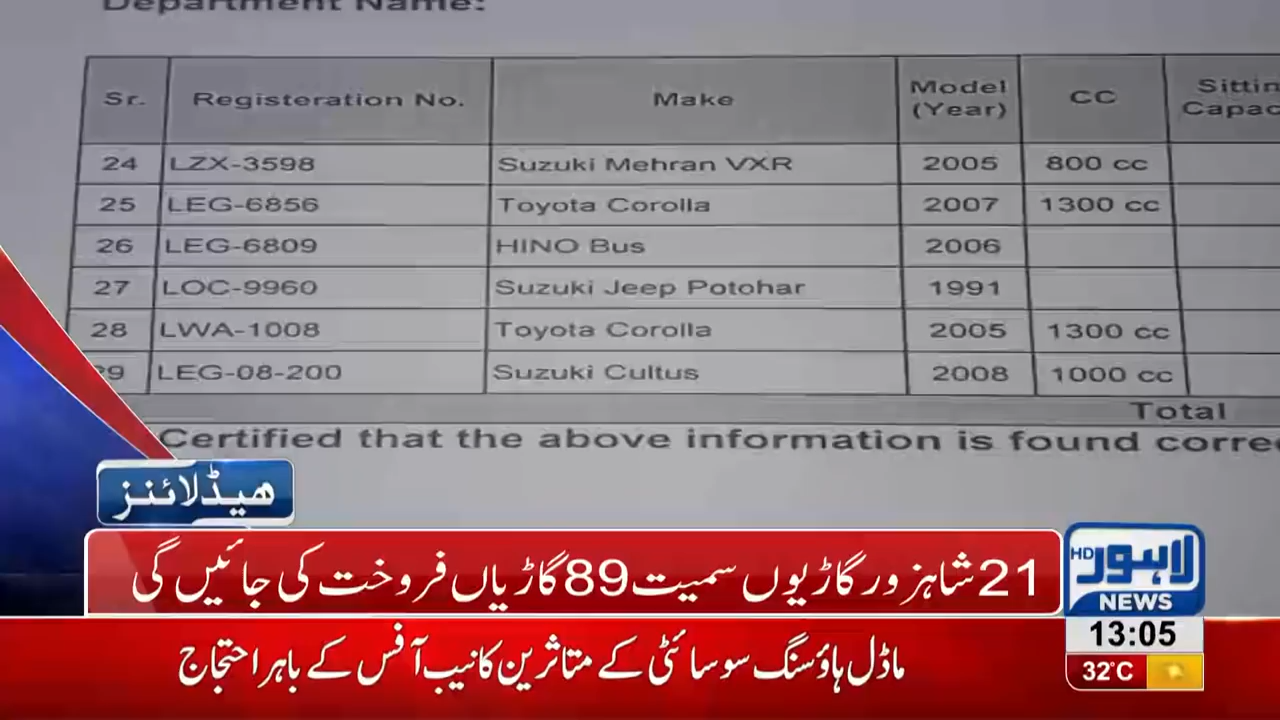 Department Name:
Sr. Registeration No. Make Model (Year) CC
24 LZX-3598 Suzuki Mehran VXR 2005 800 cc
25 LEG-6856 Toyota Corolla 2007 1300 cc
26 LEG-6809 HINO Bus 2006
27 LOC-9960 Suzuki Jeep Potohar 1991
28 LWA-1008 Toyota Corolla 2005 1300 cc
29 LEG-08-200 Suzuki Cultus 2008 1000 cc
Total
Certified that the above information is found
ہیڈلائنز
21 شاہزور گاڑیوں سمیت 89 گاڑیاں فروخت کی جائیں گی
لاہور HD
NEWS
13:05
ماڈل ہاؤسنگ سوسائٹی کے متاثرین کا نیب آفس کے باہر احتجاج
32°C